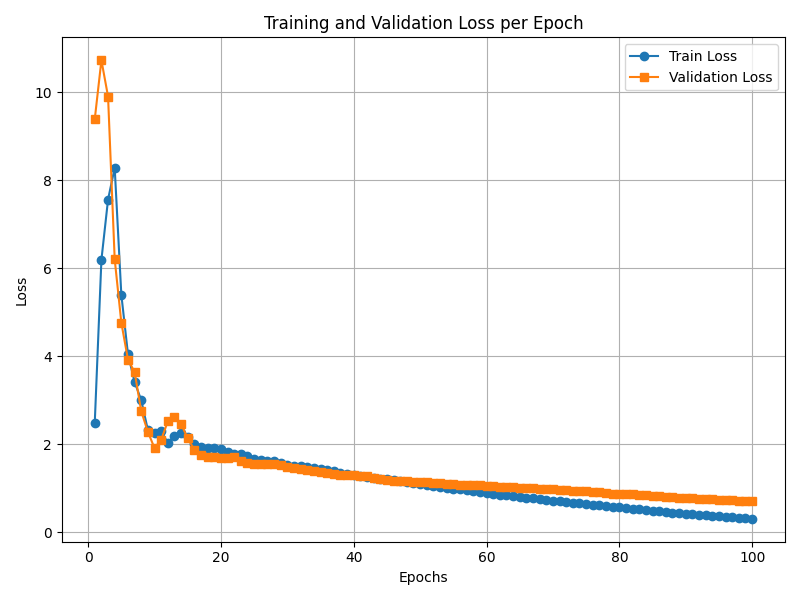 Training and Validation Loss per Epoch
Train Loss
Validation Loss
Loss
10
8
6
4
2
0
0 20 40 60 80 100
Epochs